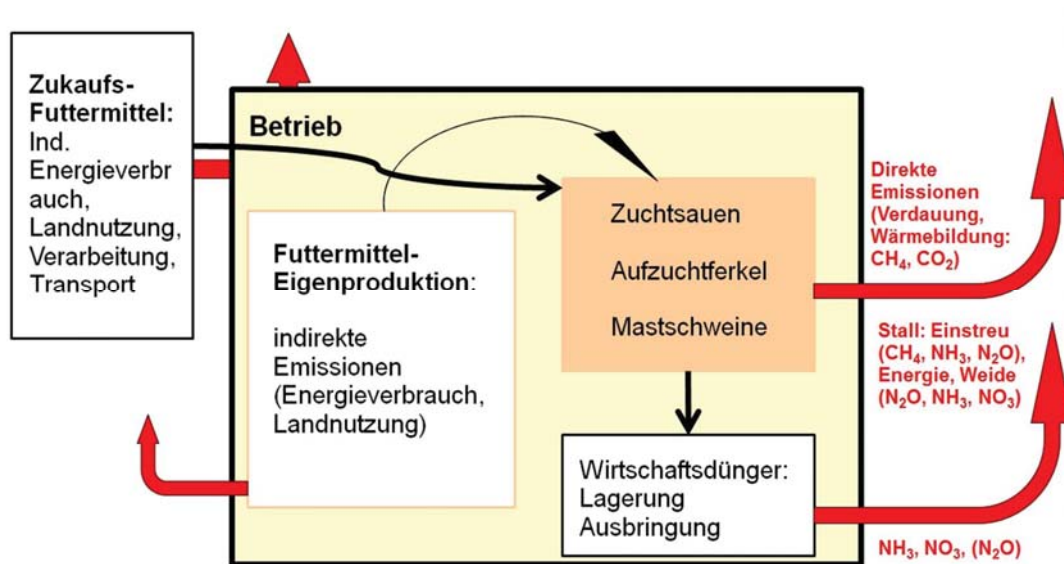 Zukaufs-
Futtermittel:
Ind.
Energieverbr
auch,
Landnutzung,
Verarbeitung,
Transport
Betrieb
Futtermittel-
Eigenproduktion:
indirekte
Emissionen
(Energieverbrauch,
Landnutzung)
Zuchtsauen
Aufzuchtferkel
Mastschweine
Wirtschaftsdünger:
Lagerung
Ausbringung
Direkte
Emissionen
(Verdauung,
Wärmebildung:
CH₄, CO₂)
Stall: Einstreu
(CH₄, NH₃, N₂O),
Energie, Weide
(N₂O, NH₃, NO₃)
NH₃, NO₃, (N₂O)